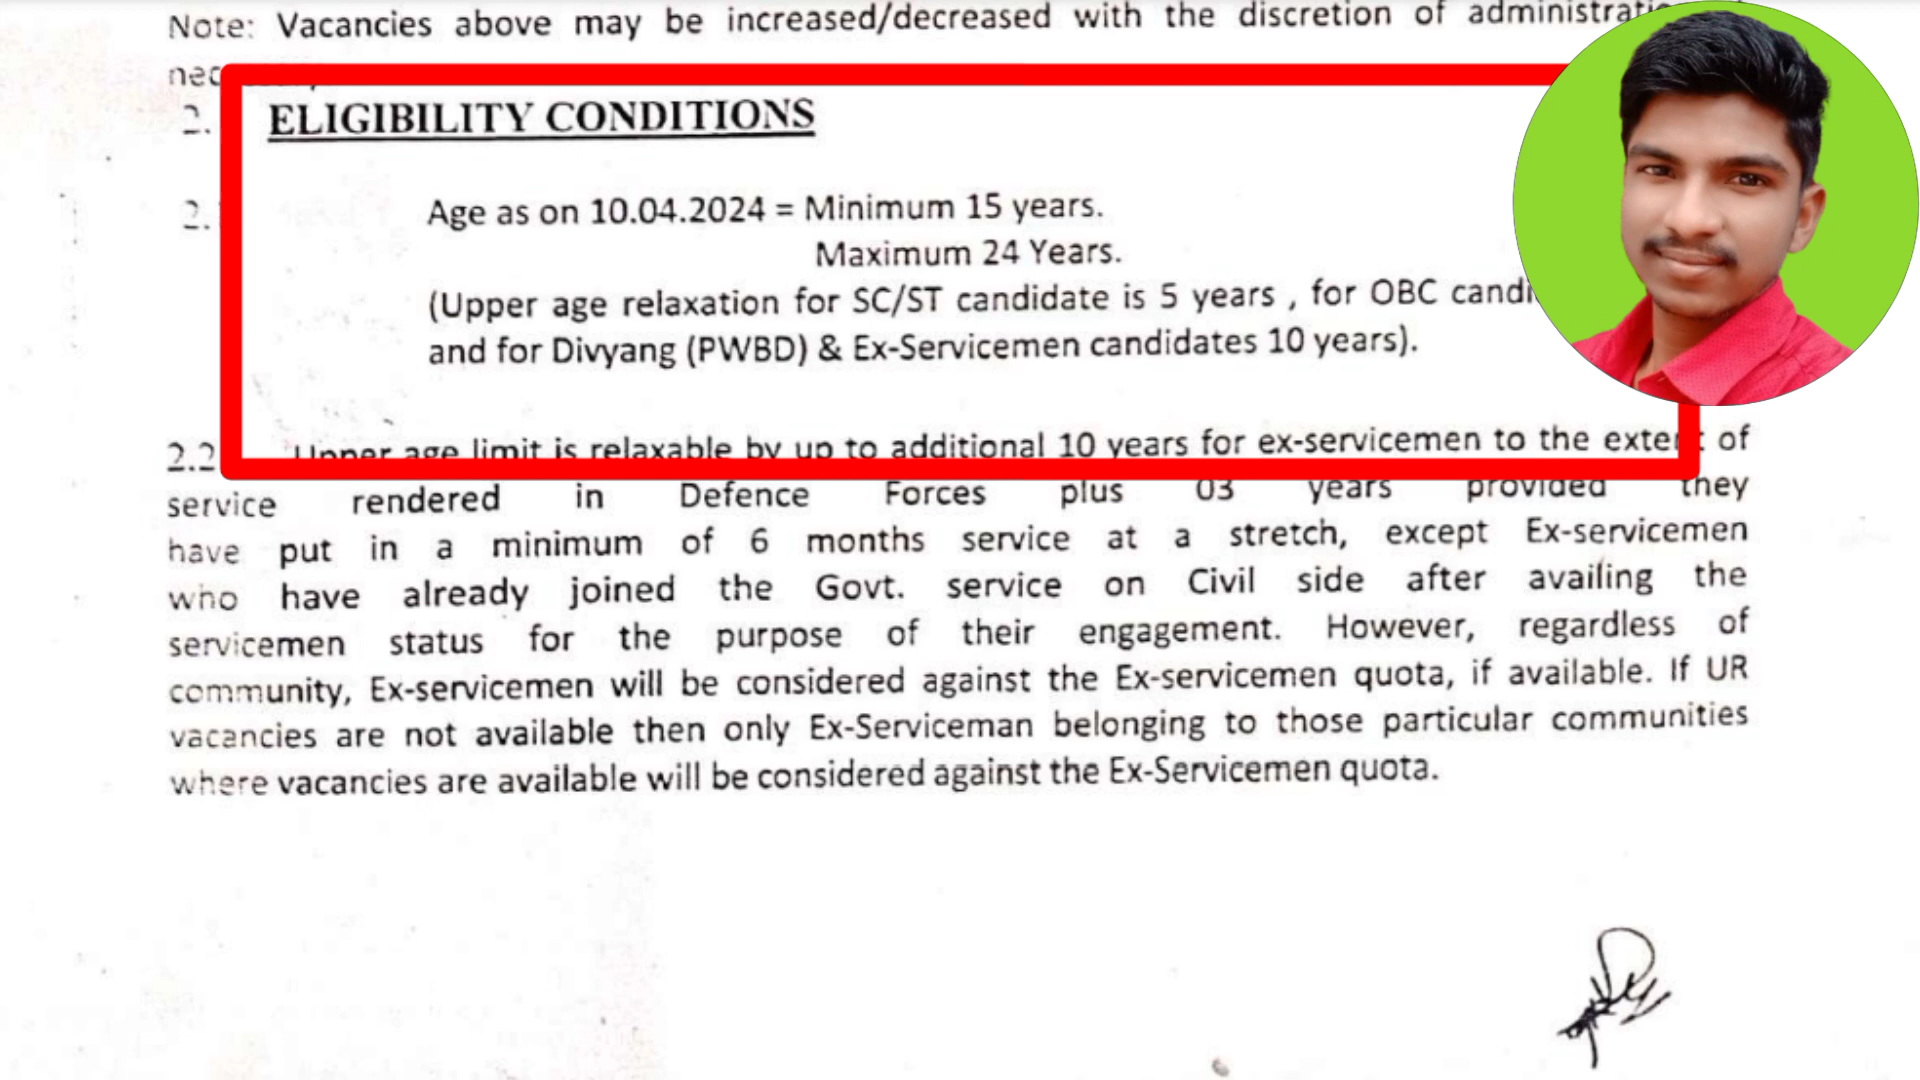 Note: Vacancies above may be increased/decreased with the discretion of
2. ELIGIBILITY CONDITIONS
2. Age as on 10.04.2024 = Minimum 15 years.
Maximum 24 Years.
(Upper age relaxation for SC/ST candidate is 5 years , for OBC
and for Divyang (PWBD) & Ex-Servicemen candidates 10 years).
2.2 Upper age limit is relaxable by up to additional 10 years for ex-servicemen to the extent of
service rendered in Defence Forces plus 03 years provided they
have put in a minimum of 6 months service at a stretch, except Ex-servicemen
who have already joined the Govt. service on Civil side after availing the
servicemen status for the purpose of their engagement. However, regardless of
community, Ex-servicemen will be considered against the Ex-servicemen quota, if available. If UR
vacancies are not available then only Ex-Serviceman belonging to those particular communities
where vacancies are available will be considered against the Ex-Servicemen quota.